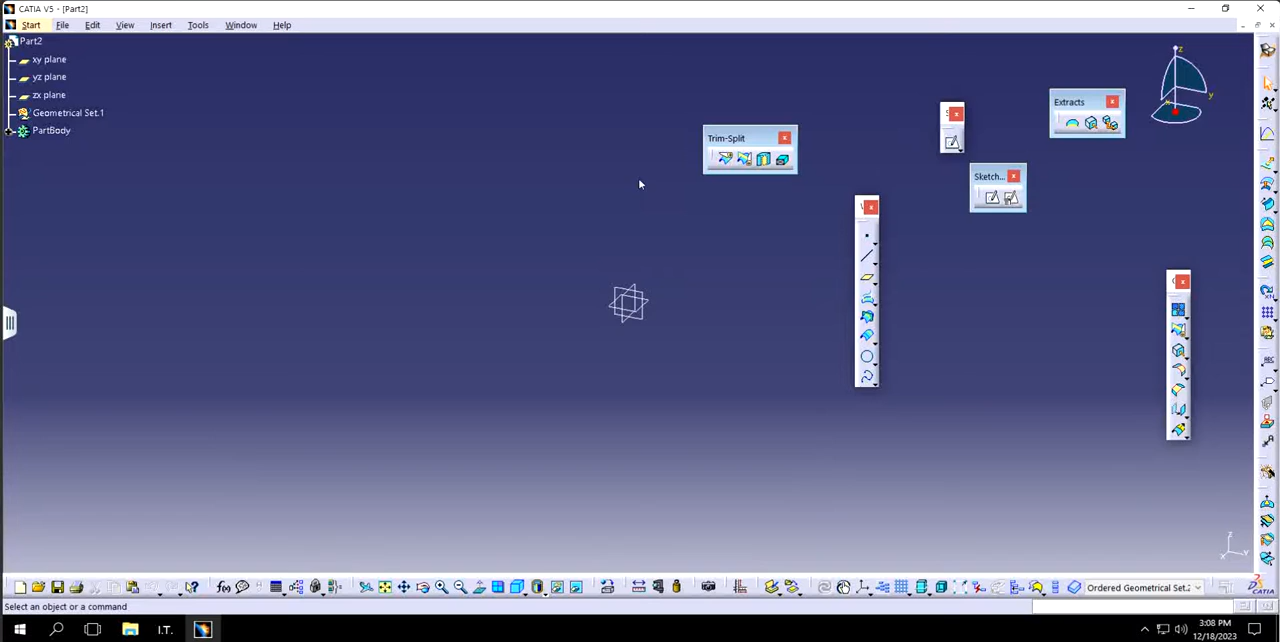 CATIA V5 - [Part2]
Start File Edit View Insert Tools Window Help
Part2
xy plane
yz plane
zx plane
Geometrical Set.1
PartBody
Extracts
Trim-Split
Sketch...
z
y
x
z
x
y
f(x)
Ordered Geometrical Set.2
CATIA
Select an object or a command
I.T.
3:08 PM
12/18/2023